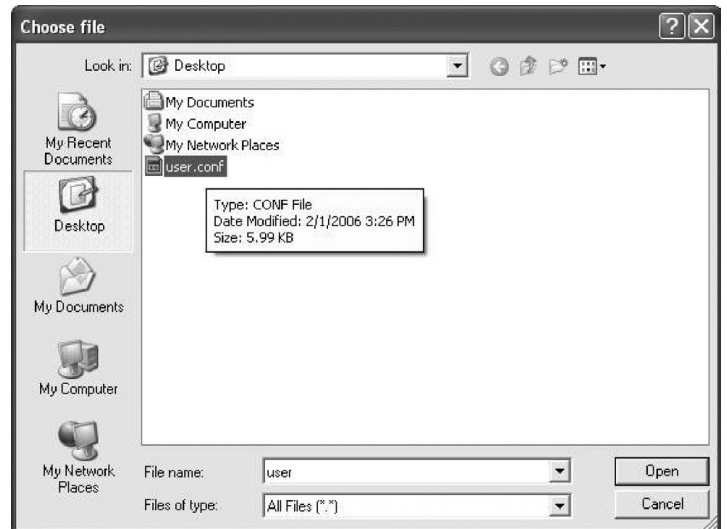 Choose file
Look in:
Desktop
My Recent
Documents
Desktop
My Documents
My Computer
My Network
Places
My Documents
My Computer
My Network Places
user.conf
Type: CONF File
Date Modified: 2/1/2006 3:26 PM
Size: 5.99 KB
File name:
user
Open
Files of type:
All Files (*.*)
Cancel